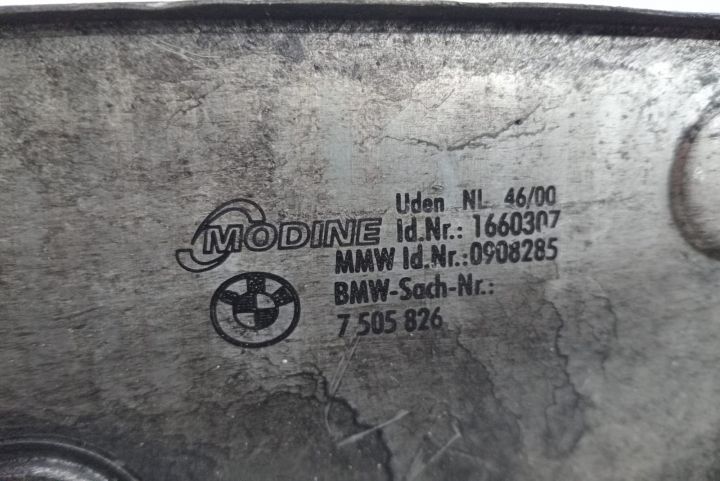 Uden NL 46/00
MODINE Id.Nr.: 1660307
MMW Id.Nr.:0908285
BMW-Sach-Nr.:
7 505 826